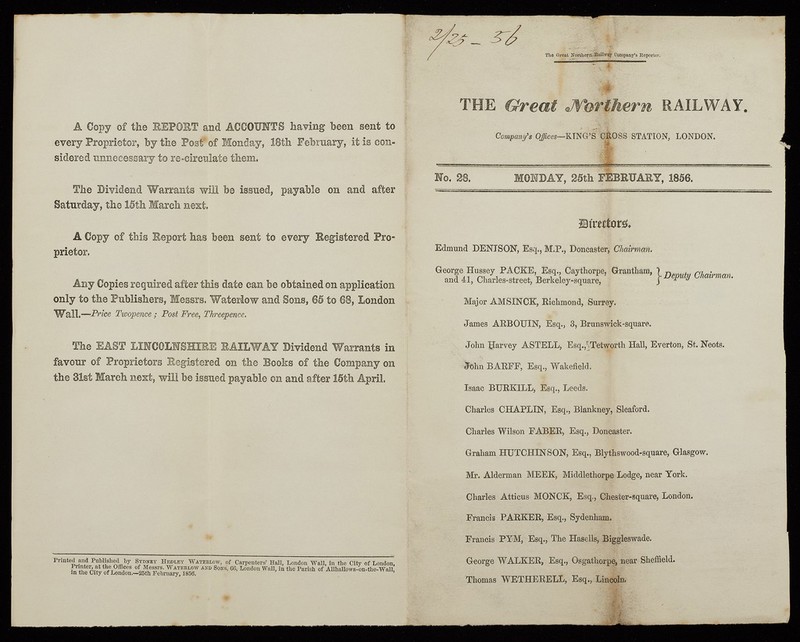 A Copy of the REPORT and ACCOUNTS having been sent to
every Proprietor, by the Post of Monday, 18th February, it is con-
sidered unnecessary to re-circulate them.
The Dividend Warrants will be issued, payable on and after
Saturday, the 15th March next.
A Copy of this Report has been sent to every Registered Pro-
prietor.
Any Copies required after this date can be obtained on application
only to the Publishers, Messrs. Waterlow and Sons, 65 to 68, London
Wall.—Price Twopence; Post Free, Threepence.
The EAST LINCOLNSHIRE RAILWAY Dividend Warrants in
favour of Proprietors Registered on the Books of the Company on
the 31st March next, will be issued payable on and after 15th April.
Printed and Published by SYDNEY HEDLEY WATERLOW, of Carpenters' Hall, London Wall, in the City of London,
Printer, at the Offices of Messrs. WATERLOW AND SONS, 66, London Wall, in the Parish of Allhallows-on-the-Wall,
in the City of London.—25th February, 1856.
2/25 - 56
The Great Northern Railway Company's Reporter.
THE Great Northern RAILWAY.
Company's Offices—KING'S CROSS STATION, LONDON.
No. 28. MONDAY, 25th FEBRUARY, 1856.
Directors.
Edmund DENISON, Esq., M.P., Doncaster, Chairman.
George Hussey PACKE, Esq., Caythorpe, Grantham,
and 41, Charles-street, Berkeley-square, } Deputy Chairman.
Major AMSINCK, Richmond, Surrey.
James ARBOUIN, Esq., 3, Brunswick-square.
John Harvey ASTELL, Esq., Tetworth Hall, Everton, St. Neots.
John BARFF, Esq., Wakefield.
Isaac BURKILL, Esq., Leeds.
Charles CHAPLIN, Esq., Blankney, Sleaford.
Charles Wilson FABER, Esq., Doncaster.
Graham HUTCHINSON, Esq., Blythswood-square, Glasgow.
Mr. Alderman MEEK, Middlethorpe Lodge, near York.
Charles Atticus MONCK, Esq., Chester-square, London.
Francis PARKER, Esq., Sydenham.
Francis PYM, Esq., The Hasells, Biggleswade.
George WALKER, Esq., Osgathorpe, near Sheffield.
Thomas WETHERELL, Esq., Lincoln.